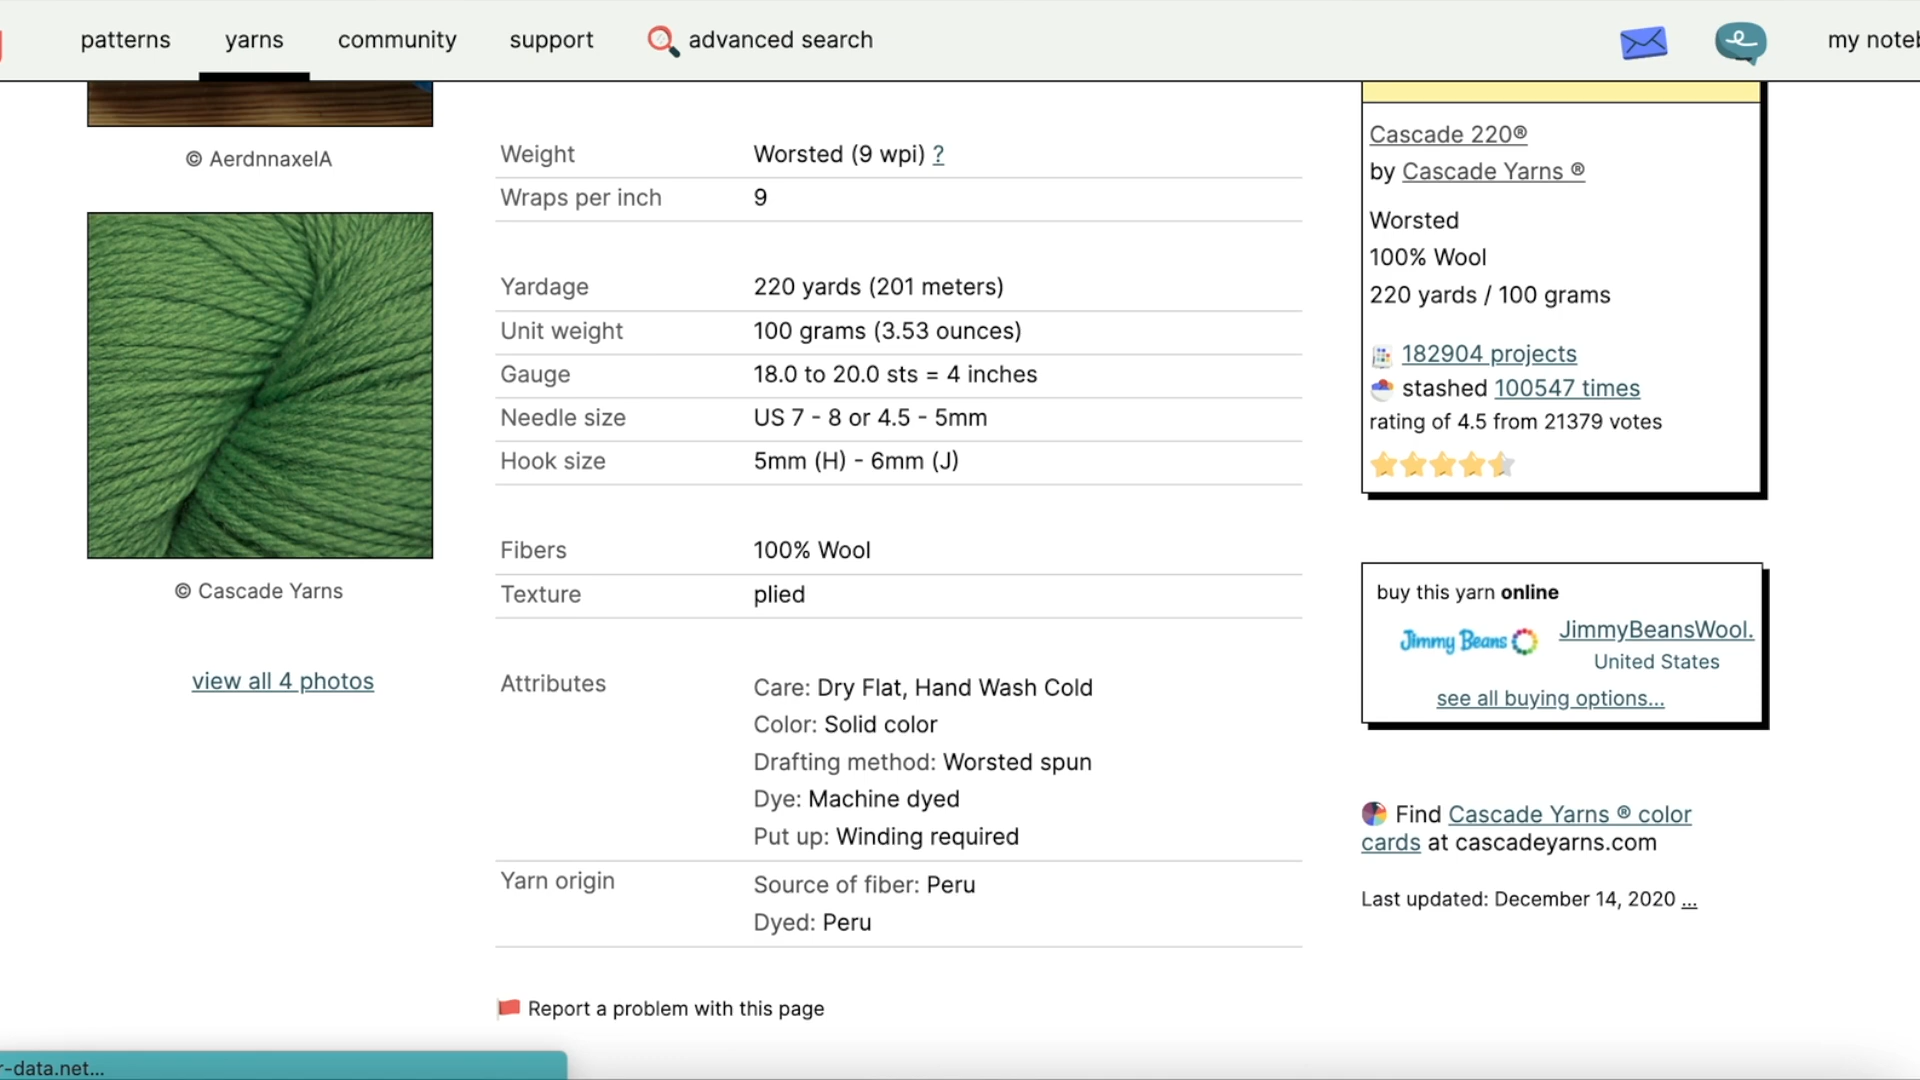 patterns
yarns
community
support
advanced search
my note
© AerdnnaxelA
© Cascade Yarns
view all 4 photos
Weight Worsted (9 wpi) ?
Wraps per inch 9
Yardage 220 yards (201 meters)
Unit weight 100 grams (3.53 ounces)
Gauge 18.0 to 20.0 sts = 4 inches
Needle size US 7 - 8 or 4.5 - 5mm
Hook size 5mm (H) - 6mm (J)
Fibers 100% Wool
Texture plied
Attributes Care: Dry Flat, Hand Wash Cold
Color: Solid color
Drafting method: Worsted spun
Dye: Machine dyed
Put up: Winding required
Yarn origin Source of fiber: Peru
Dyed: Peru
Report a problem with this page
Cascade 220®
by Cascade Yarns ®
Worsted
100% Wool
220 yards / 100 grams
182904 projects
stashed 100547 times
rating of 4.5 from 21379 votes
buy this yarn online
Jimmy Beans
JimmyBeansWool.
United States
see all buying options...
Find Cascade Yarns ® color
cards at cascadeyarns.com
Last updated: December 14, 2020 ...
r-data.net...